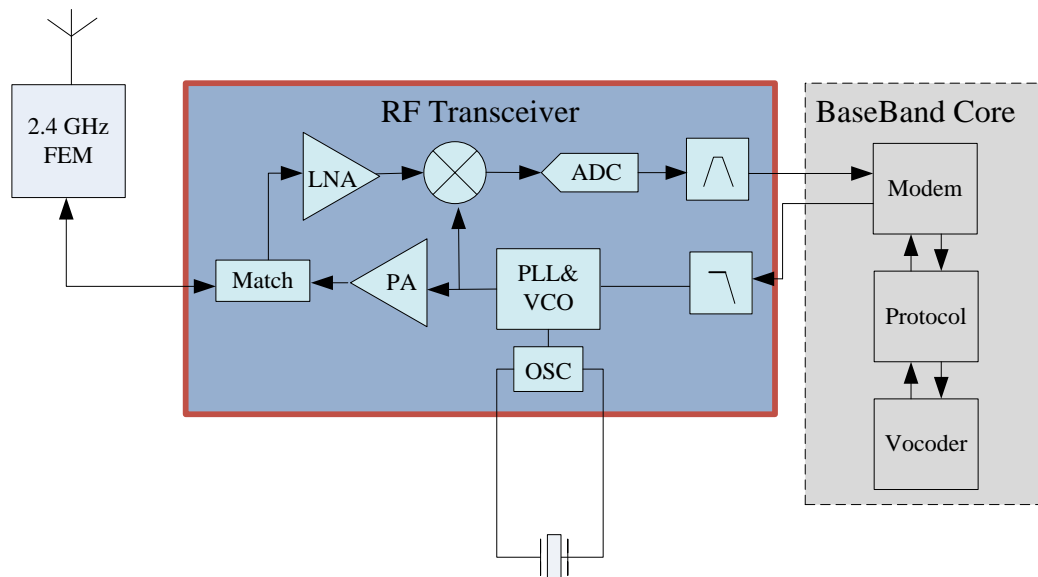 2.4 GHz
FEM
RF Transceiver
LNA
ADC
Match
PA
PLL&
VCO
OSC
BaseBand Core
Modem
Protocol
Vocoder